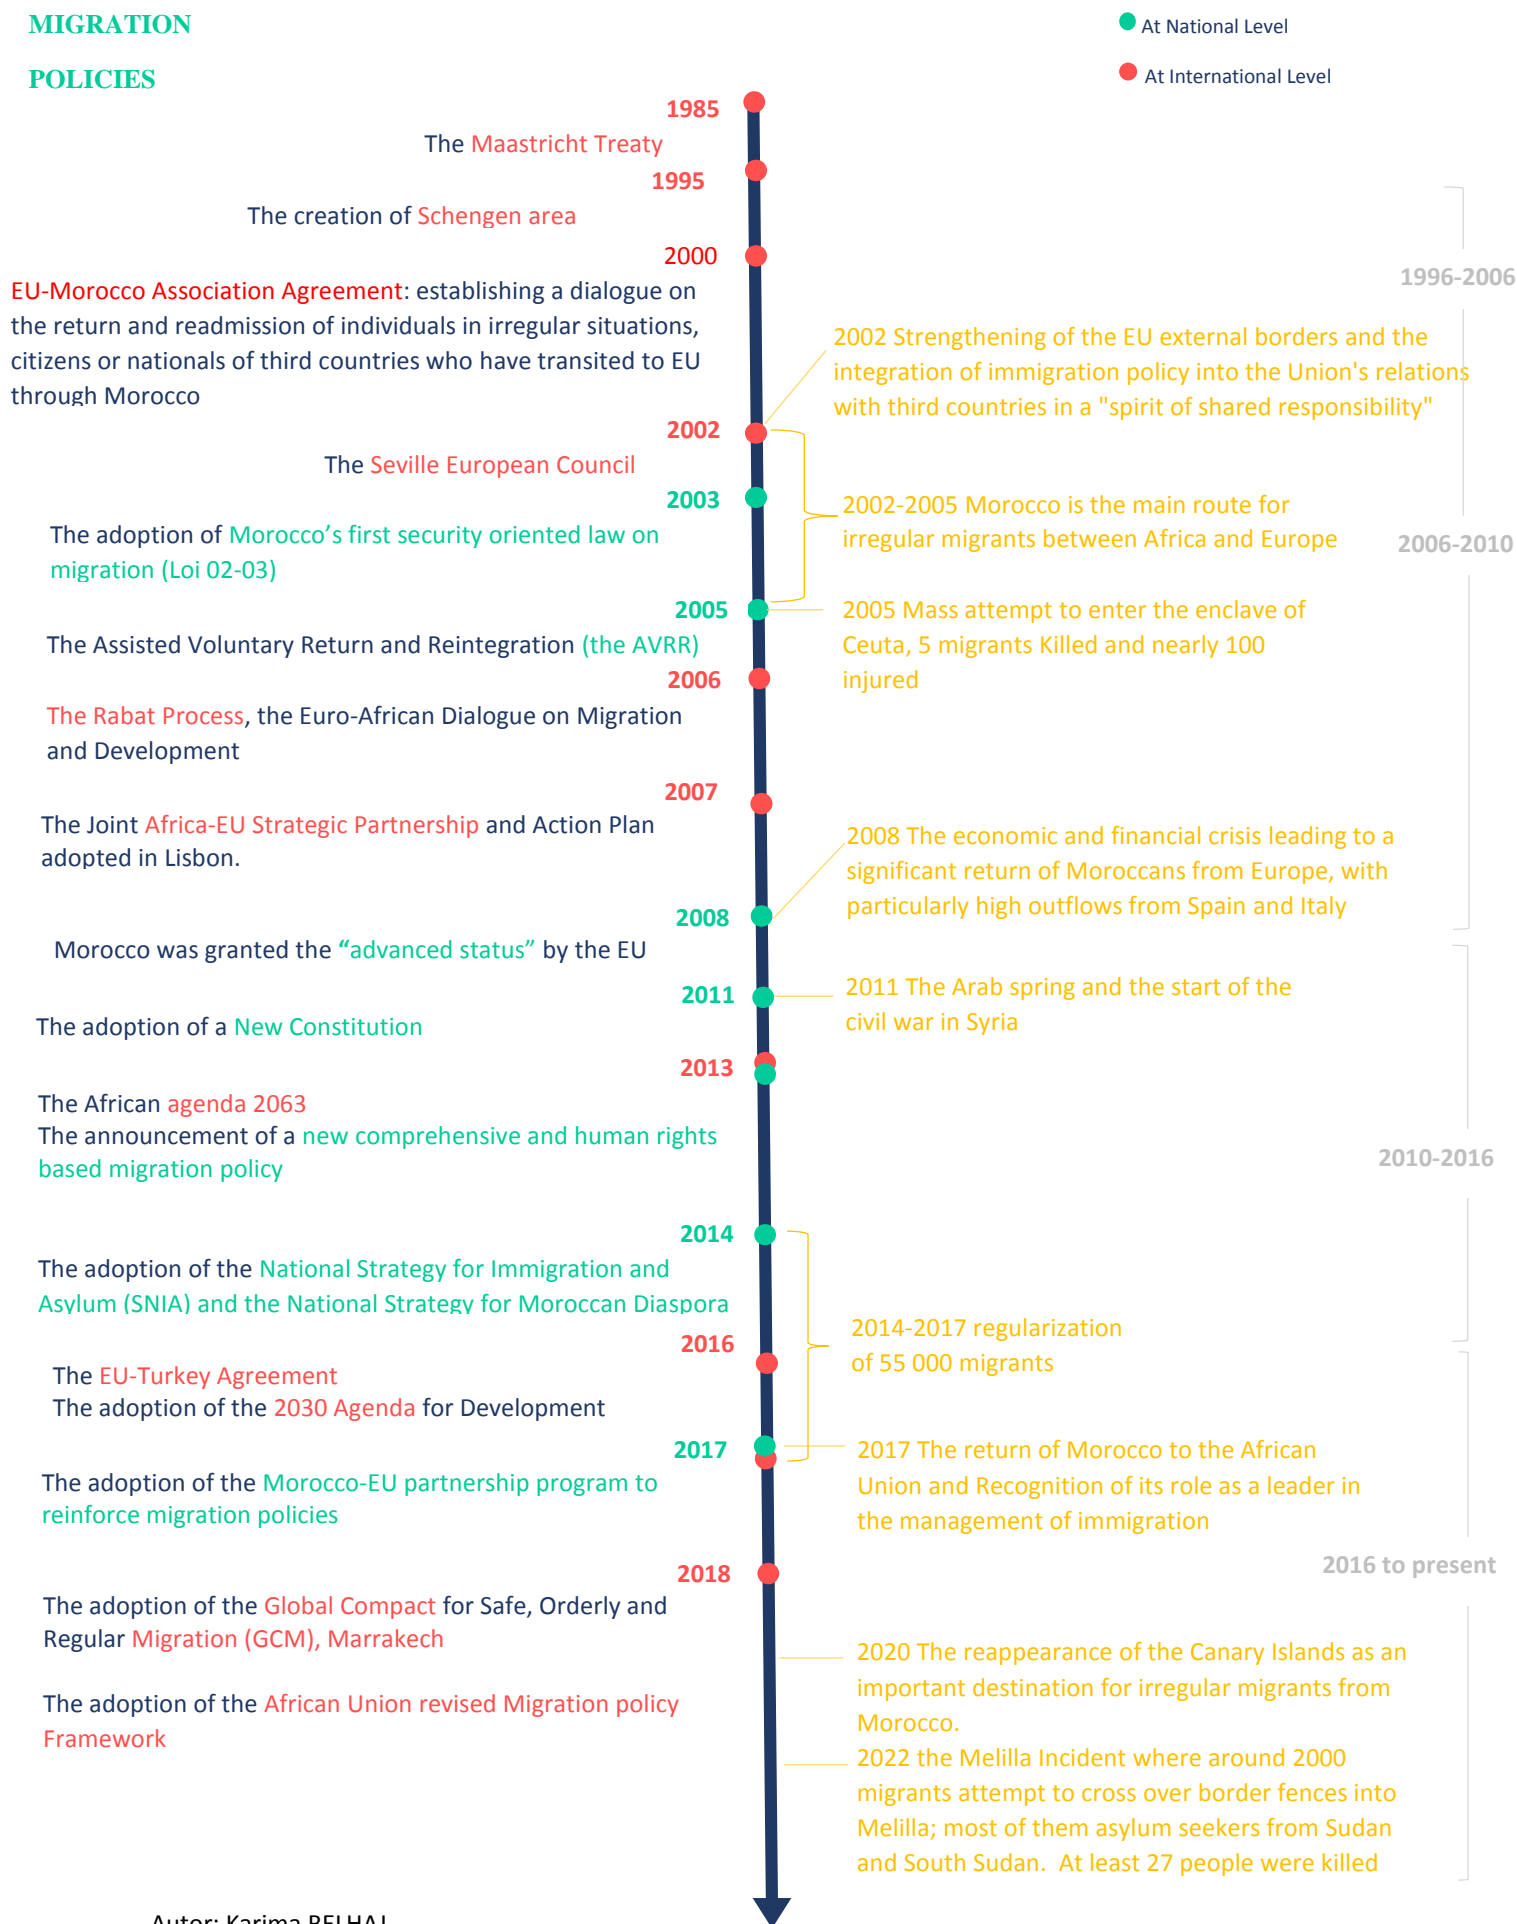 MIGRATION
POLICIES
At National Level
At International Level
1985
The Maastricht Treaty
1995
The creation of Schengen area
2000
EU-Morocco Association Agreement: establishing a dialogue on
the return and readmission of individuals in irregular situations,
citizens or nationals of third countries who have transited to EU
through Morocco
2002
The Seville European Council
2003
The adoption of Morocco's first security oriented law on
migration (Loi 02-03)
2005
The Assisted Voluntary Return and Reintegration (the AVRR)
2006
The Rabat Process, the Euro-African Dialogue on Migration
and Development
2007
The Joint Africa-EU Strategic Partnership and Action Plan
adopted in Lisbon.
2008
Morocco was granted the “advanced status” by the EU
2011
The adoption of a New Constitution
2013
The African agenda 2063
The announcement of a new comprehensive and human rights
based migration policy
2014
The adoption of the National Strategy for Immigration and
Asylum (SNIA) and the National Strategy for Moroccan Diaspora
2016
The EU-Turkey Agreement
The adoption of the 2030 Agenda for Development
2017
The adoption of the Morocco-EU partnership program to
reinforce migration policies
2018
The adoption of the Global Compact for Safe, Orderly and
Regular Migration (GCM), Marrakech
The adoption of the African Union revised Migration policy
Framework
2002 Strengthening of the EU external borders and the
integration of immigration policy into the Union's relations
with third countries in a "spirit of shared responsibility"
2002-2005 Morocco is the main route for
irregular migrants between Africa and Europe
2005 Mass attempt to enter the enclave of
Ceuta, 5 migrants Killed and nearly 100
injured
2008 The economic and financial crisis leading to a
significant return of Moroccans from Europe, with
particularly high outflows from Spain and Italy
2011 The Arab spring and the start of the
civil war in Syria
2014-2017 regularization
of 55 000 migrants
2017 The return of Morocco to the African
Union and Recognition of its role as a leader in
the management of immigration
2020 The reappearance of the Canary Islands as an
important destination for irregular migrants from
Morocco.
2022 the Melilla Incident where around 2000
migrants attempt to cross over border fences into
Melilla; most of them asylum seekers from Sudan
and South Sudan. At least 27 people were killed
1996-2006
2006-2010
2010-2016
2016 to present
Autor: Karima BELHAJ